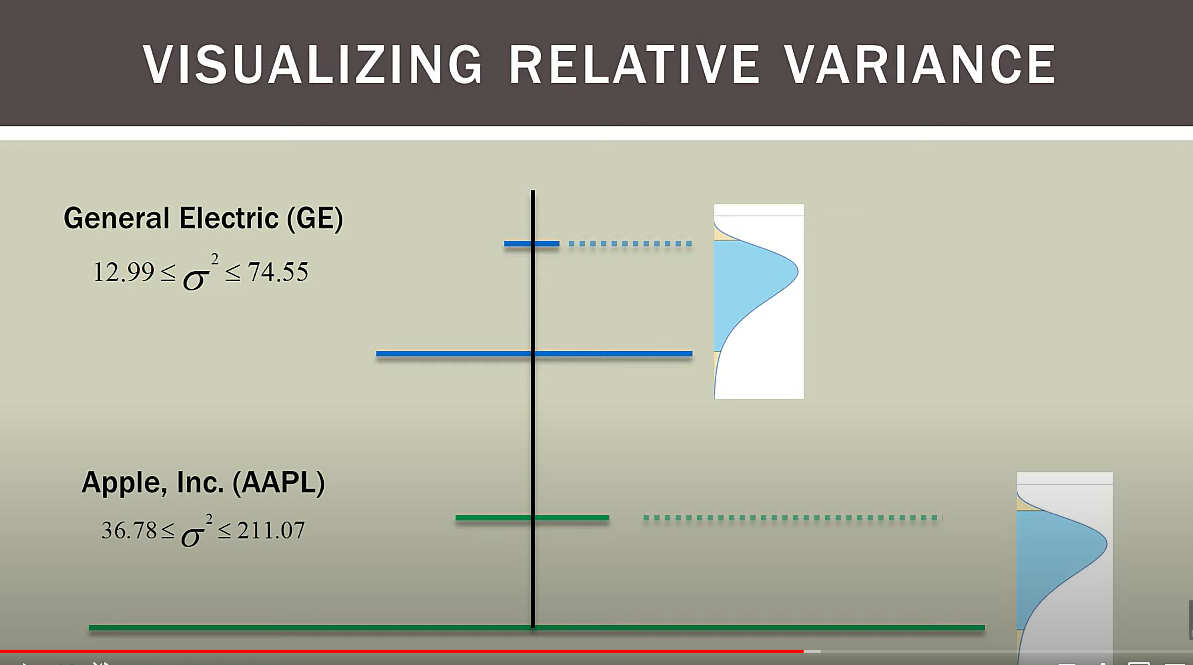 VISUALIZING RELATIVE VARIANCE
General Electric (GE)
12.99 ≤ σ² ≤ 74.55
Apple, Inc. (AAPL)
36.78 ≤ σ² ≤ 211.07